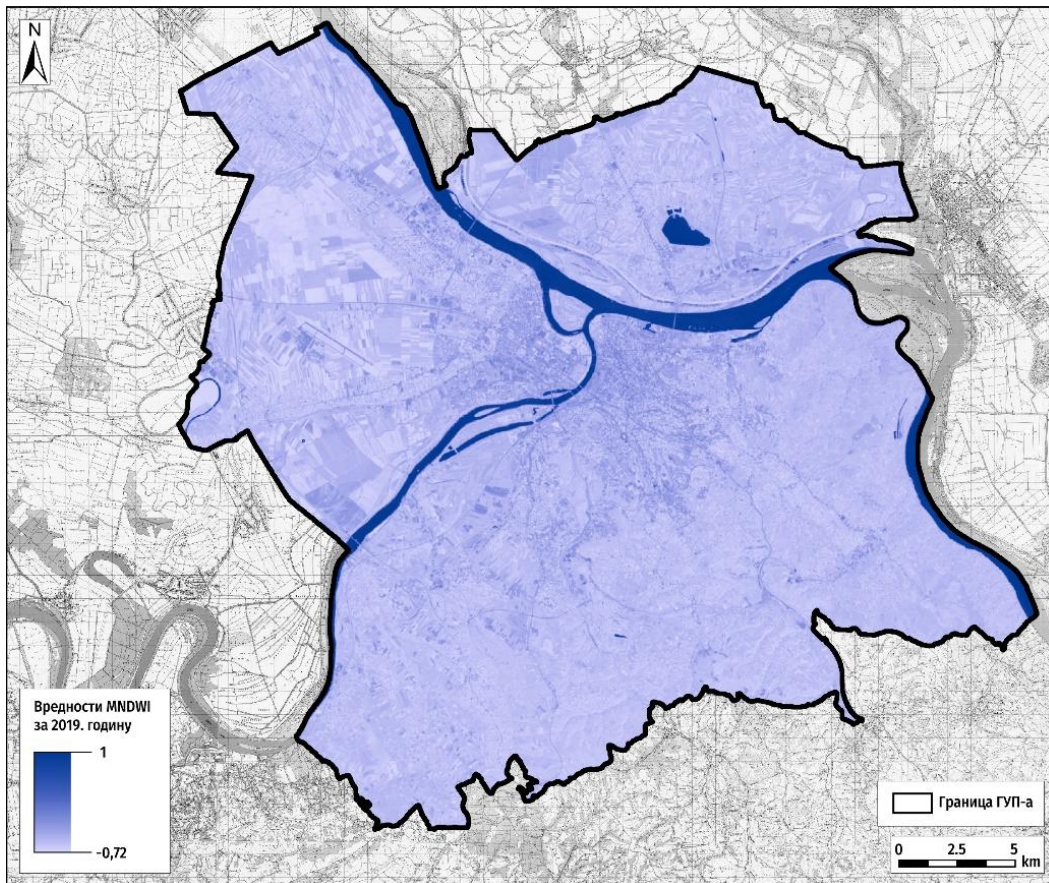 N
Вредности MNDWI
за 2019. годину
1
-0,72
Граница ГУП-а
0 2.5 5
km